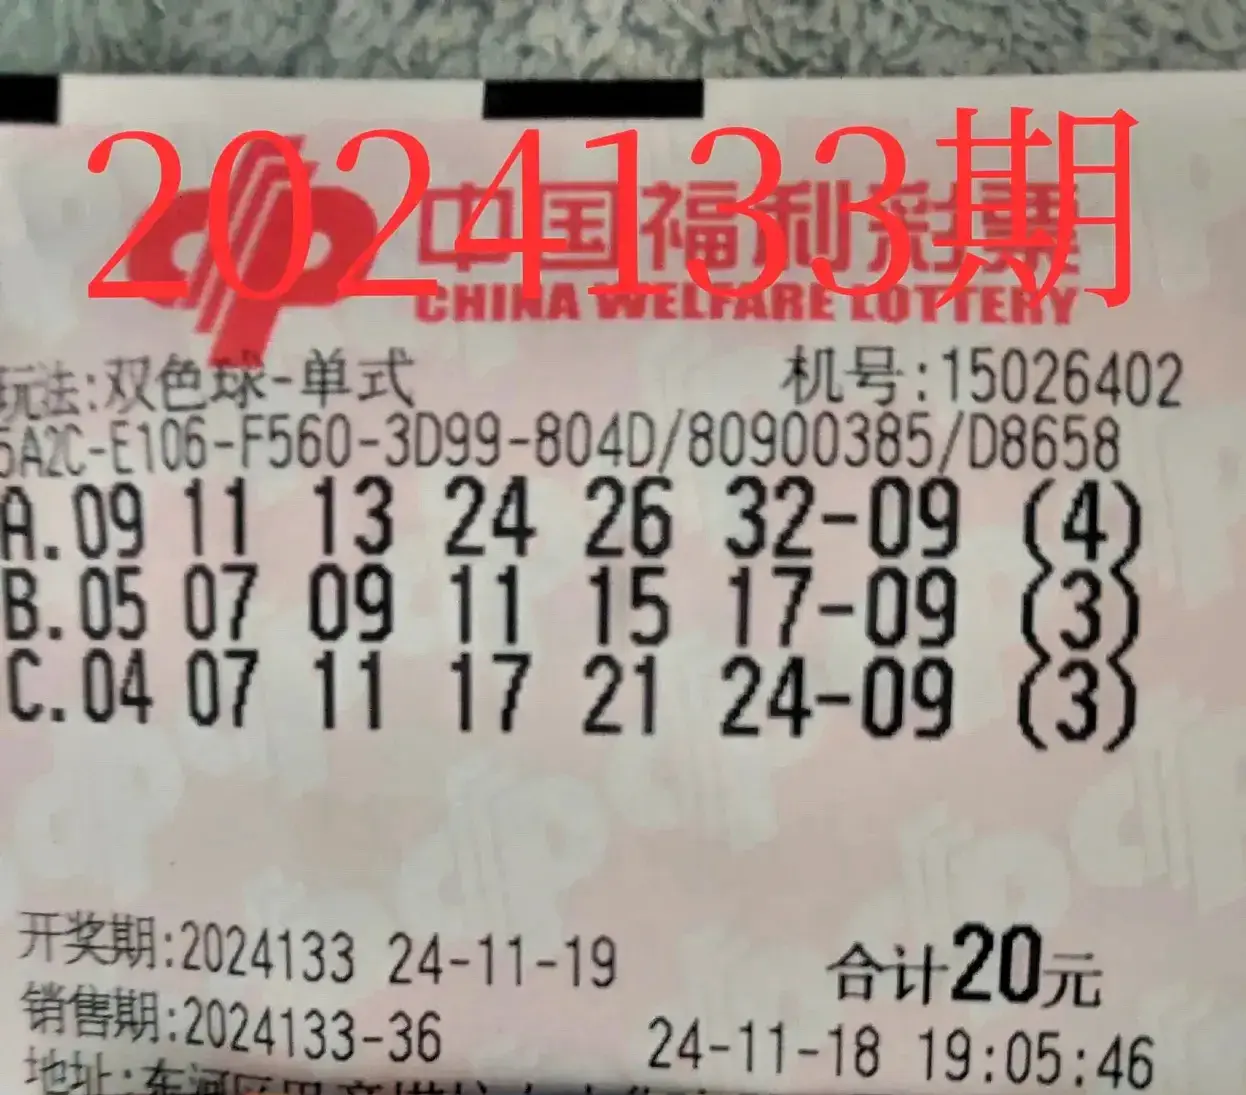 2024133期
中国福利彩票
CHINA WELFARE LOTTERY
玩法:双色球-单式 机号:15026402
6A2C-E106-F560-3D99-804D/80900385/D8658
A.09 11 13 24 26 32-09 (4)
B.05 07 09 11 15 17-09 (3)
C.04 07 11 17 21 24-09 (3)
开奖期:2024133 24-11-19 合计20元
销售期:2024133-36 24-11-18 19:05:46
地址:东河区